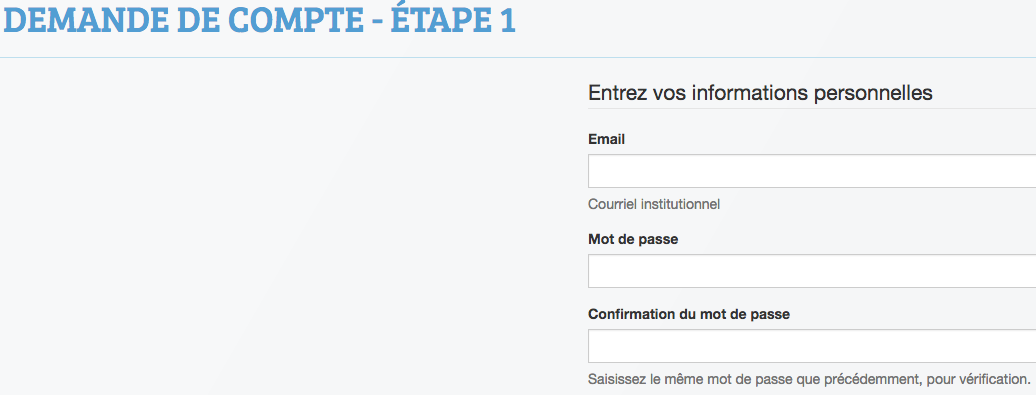 DEMANDE DE COMPTE - ÉTAPE 1
Entrez vos informations personnelles
Email
Courriel institutionnel
Mot de passe
Confirmation du mot de passe
Saisissez le même mot de passe que précédemment, pour vérification.